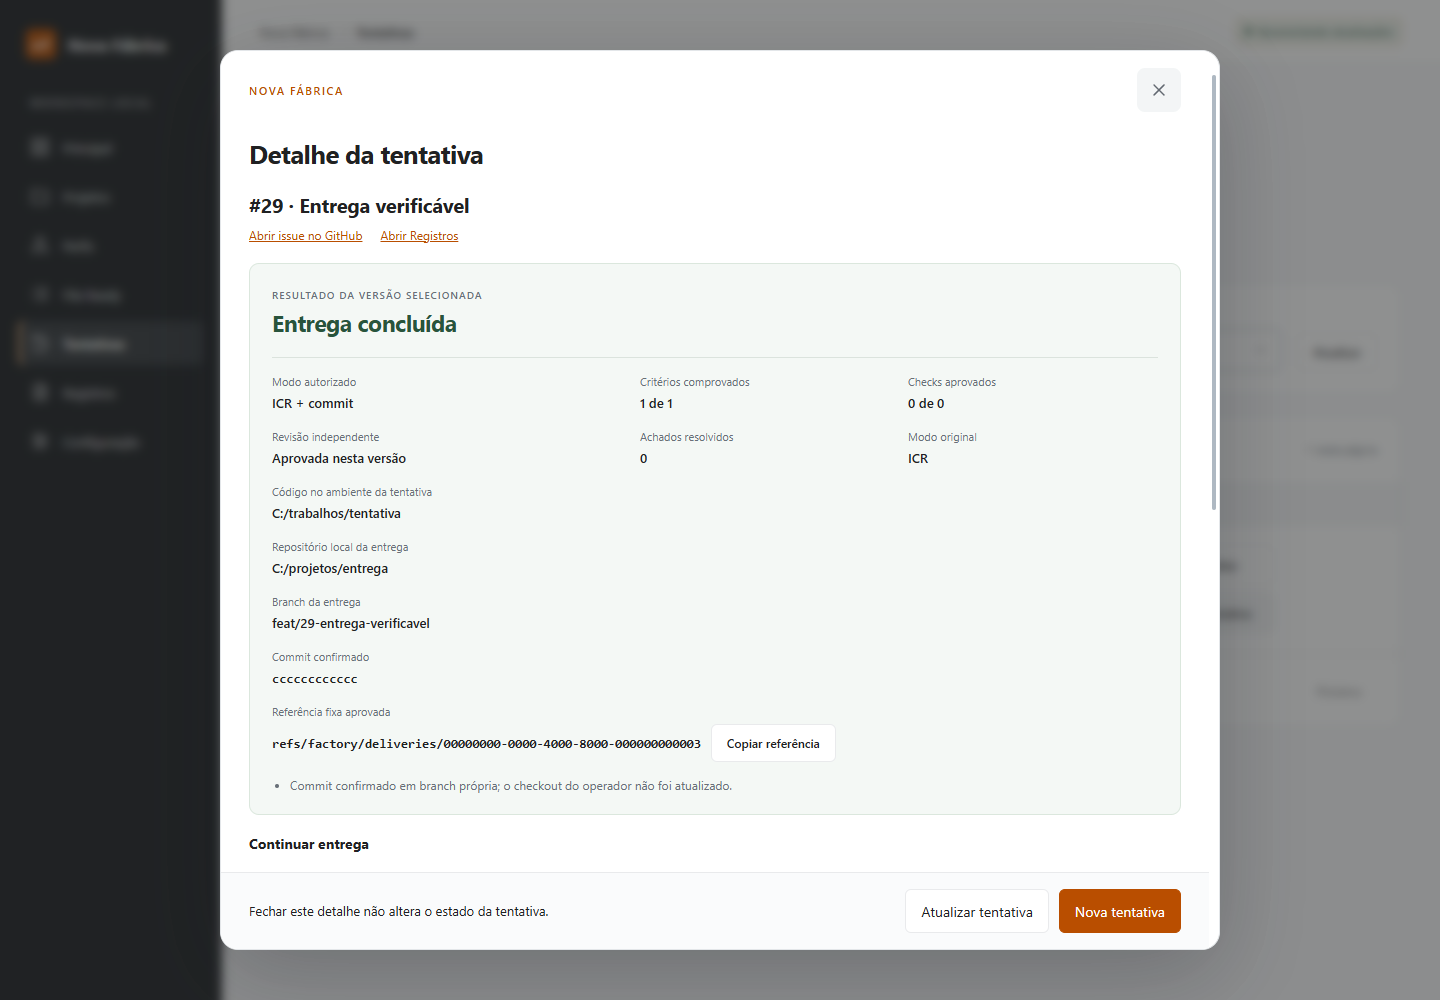 NOVA FÁBRICA
Detalhe da tentativa
#29 · Entrega verificável
Abrir issue no GitHub Abrir Registros
RESULTADO DA VERSÃO SELECIONADA
Entrega concluída
Modo autorizado Critérios comprovados Checks aprovados
ICR + commit 1 de 1 0 de 0
Revisão independente Achados resolvidos Modo original
Aprovada nesta versão 0 ICR
Código no ambiente da tentativa
C:/trabalhos/tentativa
Repositório local da entrega
C:/projetos/entrega
Branch da entrega
feat/29-entrega-verificavel
Commit confirmado
cccccccccccc
Referência fixa aprovada
refs/factory/deliveries/00000000-0000-4000-8000-000000000003 Copiar referência
• Commit confirmado em branch própria; o checkout do operador não foi atualizado.
Continuar entrega
Fechar este detalhe não altera o estado da tentativa. Atualizar tentativa Nova tentativa